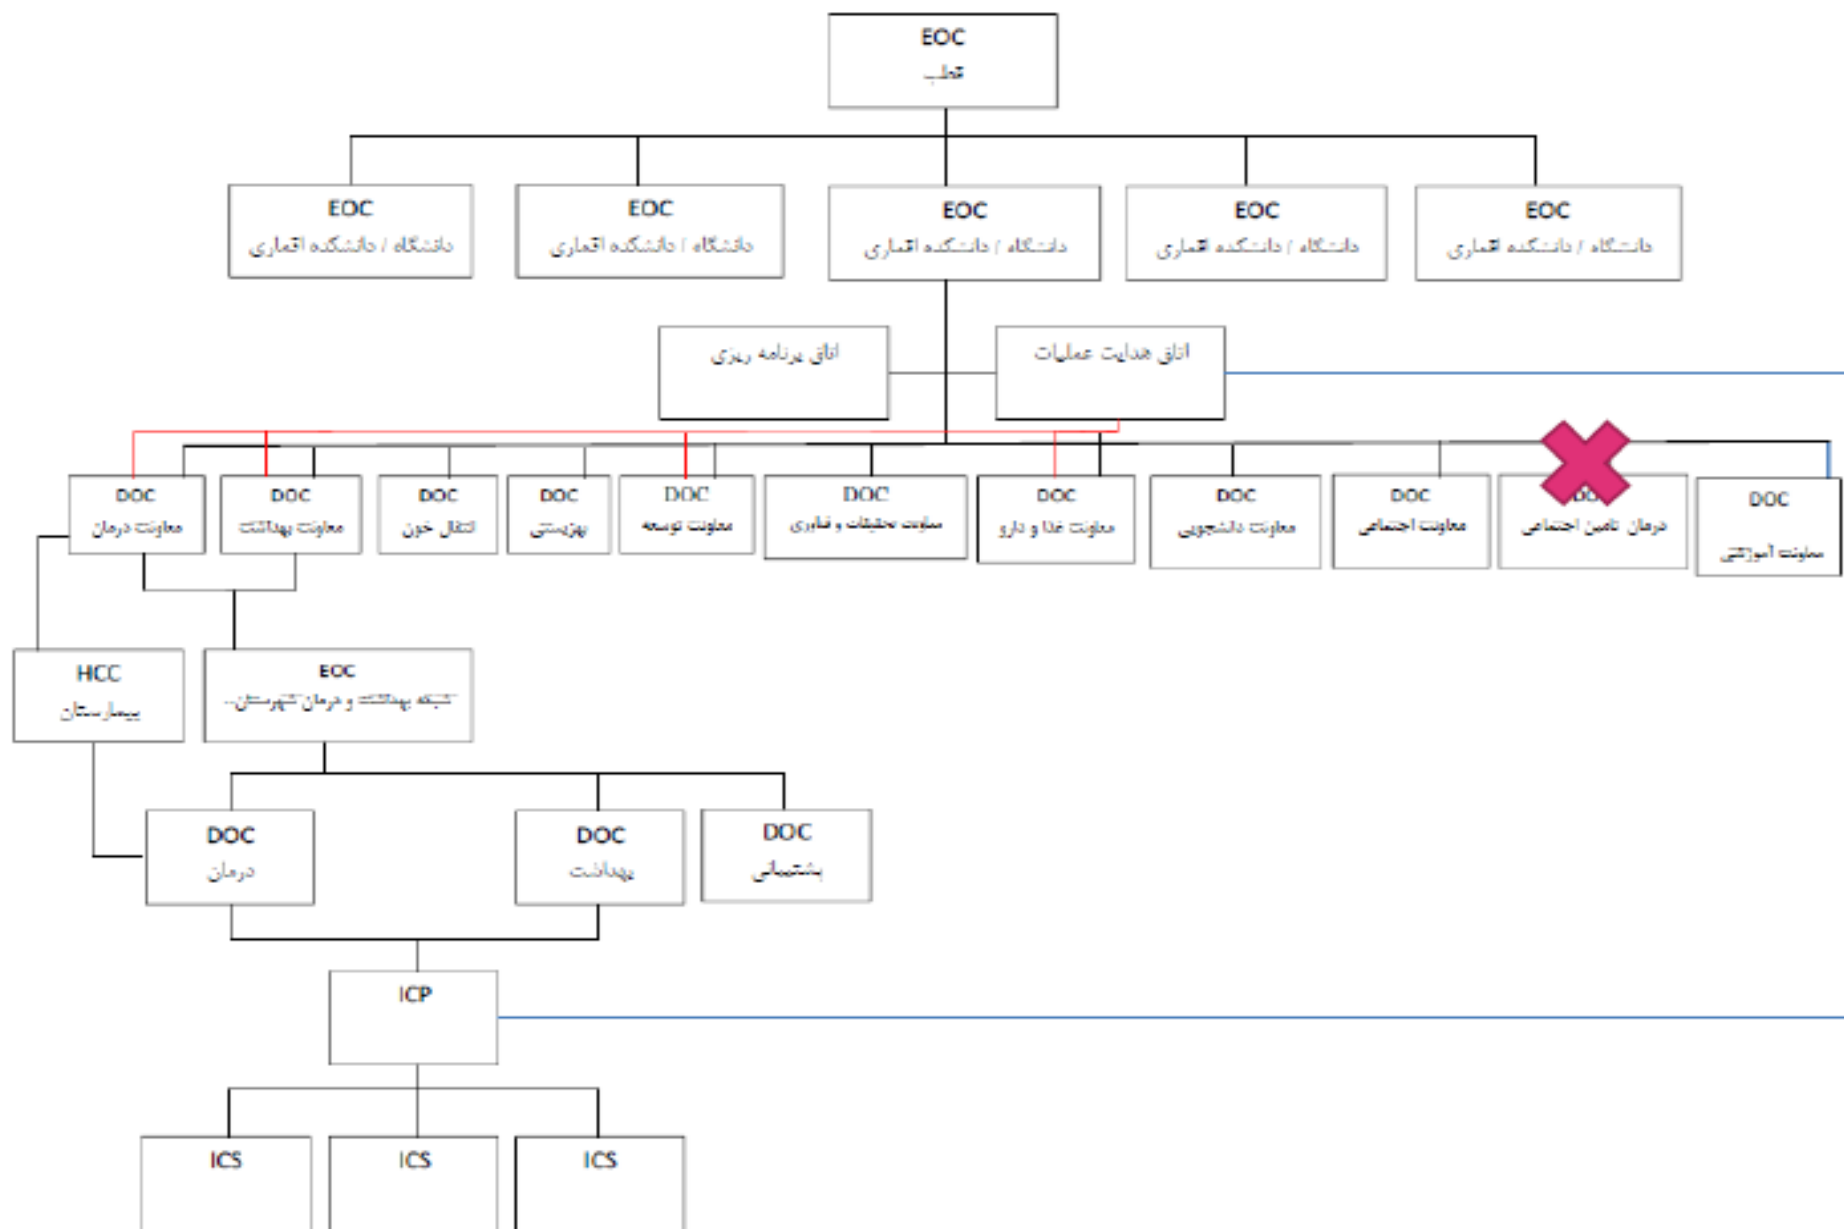 EOC
قطب
EOC
دانشگاه / دانشکده اقماری
EOC
دانشگاه / دانشکده اقماری
EOC
دانشگاه / دانشکده اقماری
EOC
دانشگاه / دانشکده اقماری
EOC
دانشگاه / دانشکده اقماری
اتاق برنامه ریزی
اتاق هدایت عملیات
DOC
معاونت درمان
DOC
معاونت بهداشت
DOC
انتقال خون
DOC
بهزیستی
DOC
معاونت توسعه
DOC
معاونت تحقیقات و فناوری
DOC
معاونت غذا و دارو
DOC
معاونت دانشجویی
DOC
معاونت اجتماعی
DOC
درمان تامین اجتماعی
DOC
معاونت آموزشی
HCC
بیمارستان
EOC
شبکه بهداشت و درمان شهرستان...
DOC
درمان
DOC
بهداشت
DOC
پشتیبانی
ICP
ICS
ICS
ICS